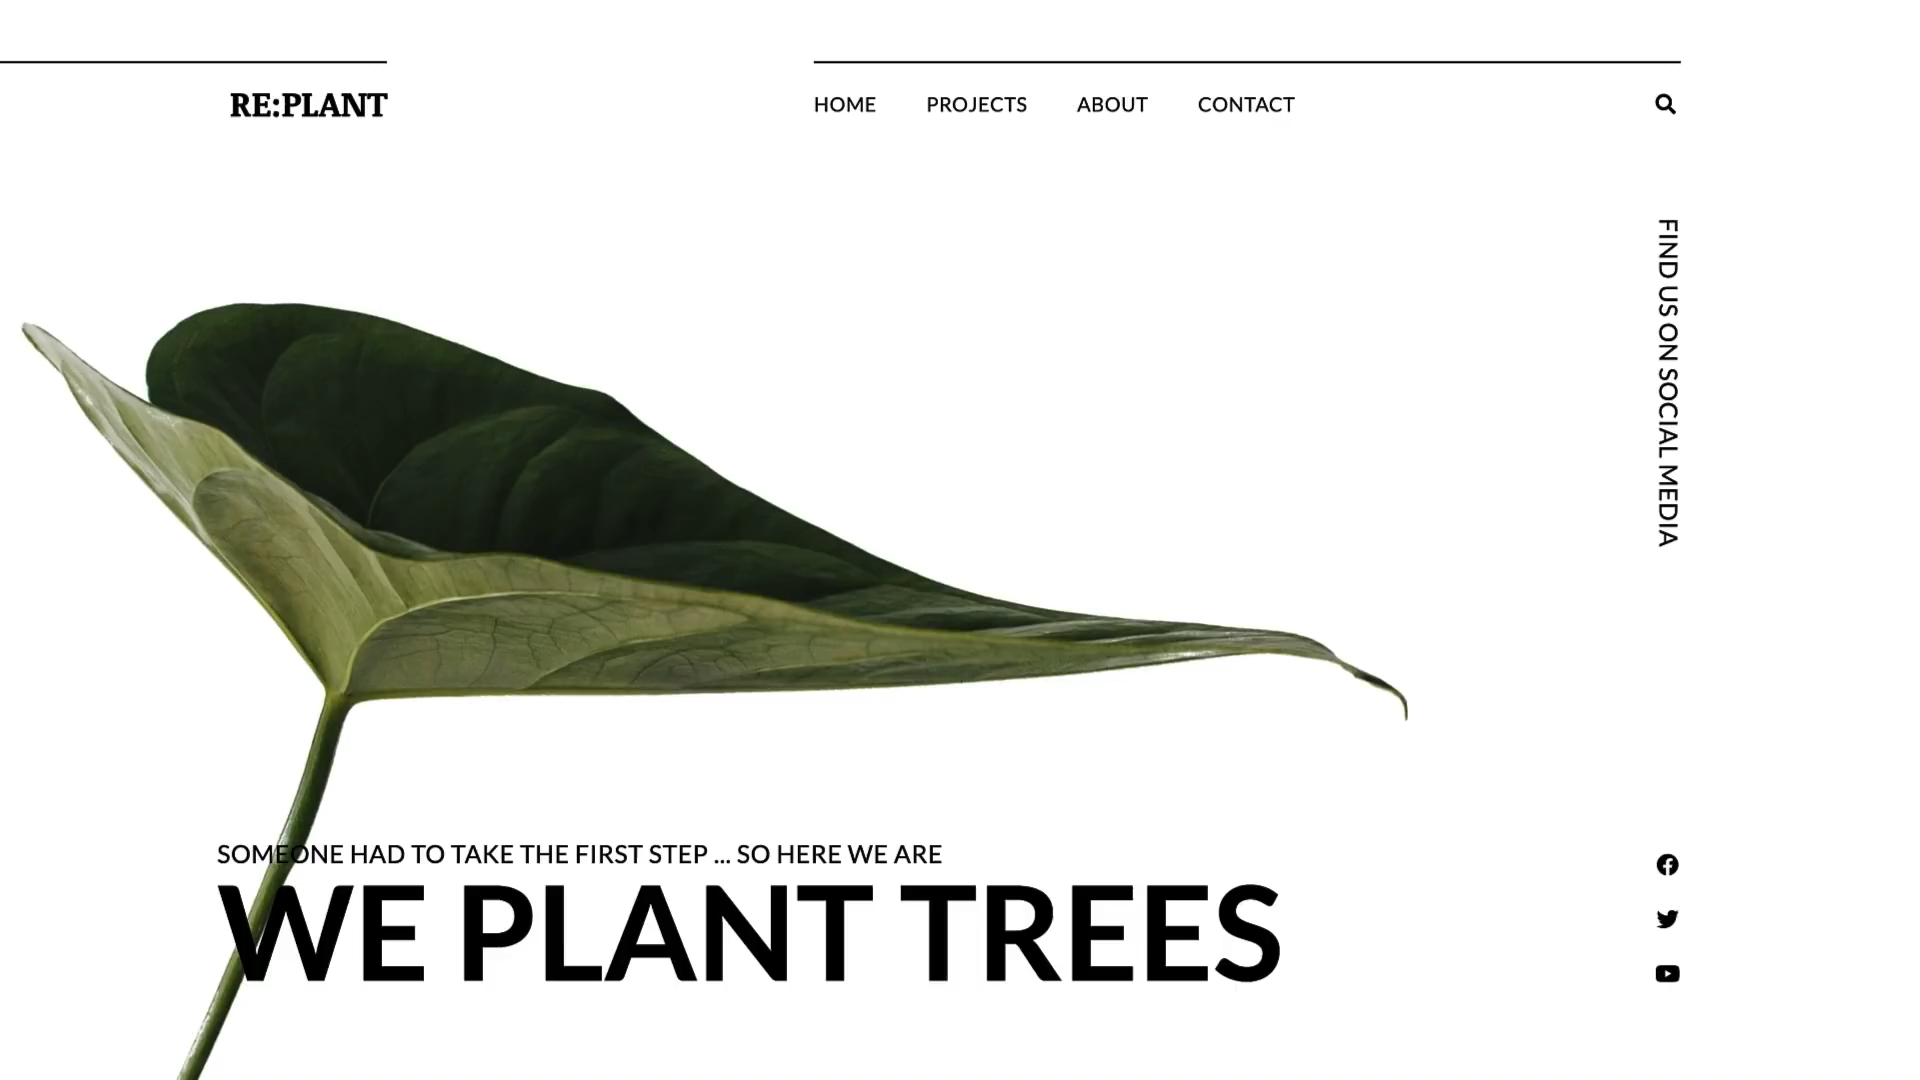 RE:PLANT
HOME PROJECTS ABOUT CONTACT
FIND US ON SOCIAL MEDIA
SOMEONE HAD TO TAKE THE FIRST STEP ... SO HERE WE ARE
WE PLANT TREES